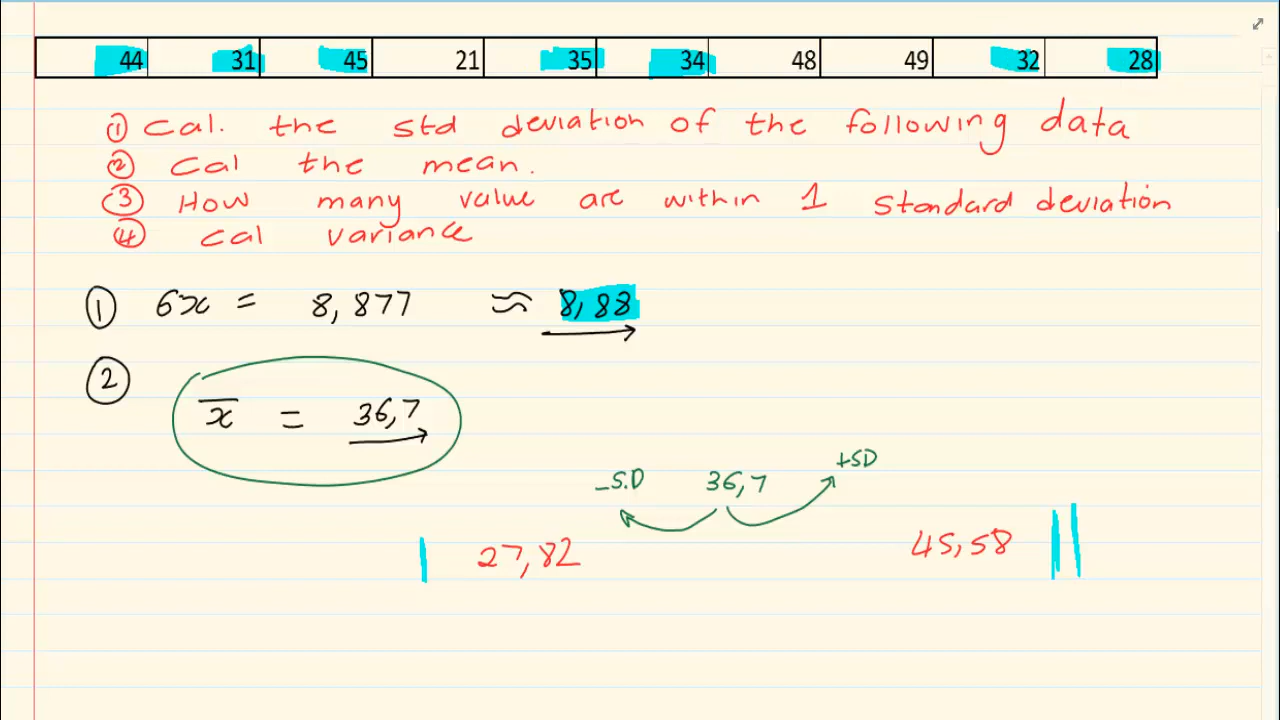 44 31 45 21 35 34 48 49 32 28
① Cal. the std deviation of the following data
② Cal the mean.
③ How many value are within 1 standard deviation
④ cal variance
① 6x = 8,877 ≈ 8,88
② x̄ = 36,7
-S.D 36,7 +SD
27,82 45,58